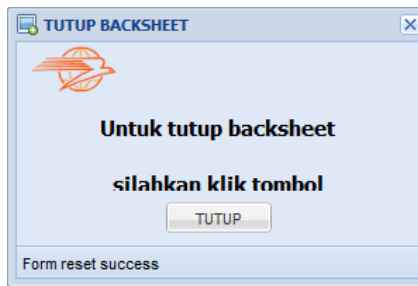 TUTUP BACKSHEET
Untuk tutup backsheet
silahkan klik tombol
TUTUP
Form reset success